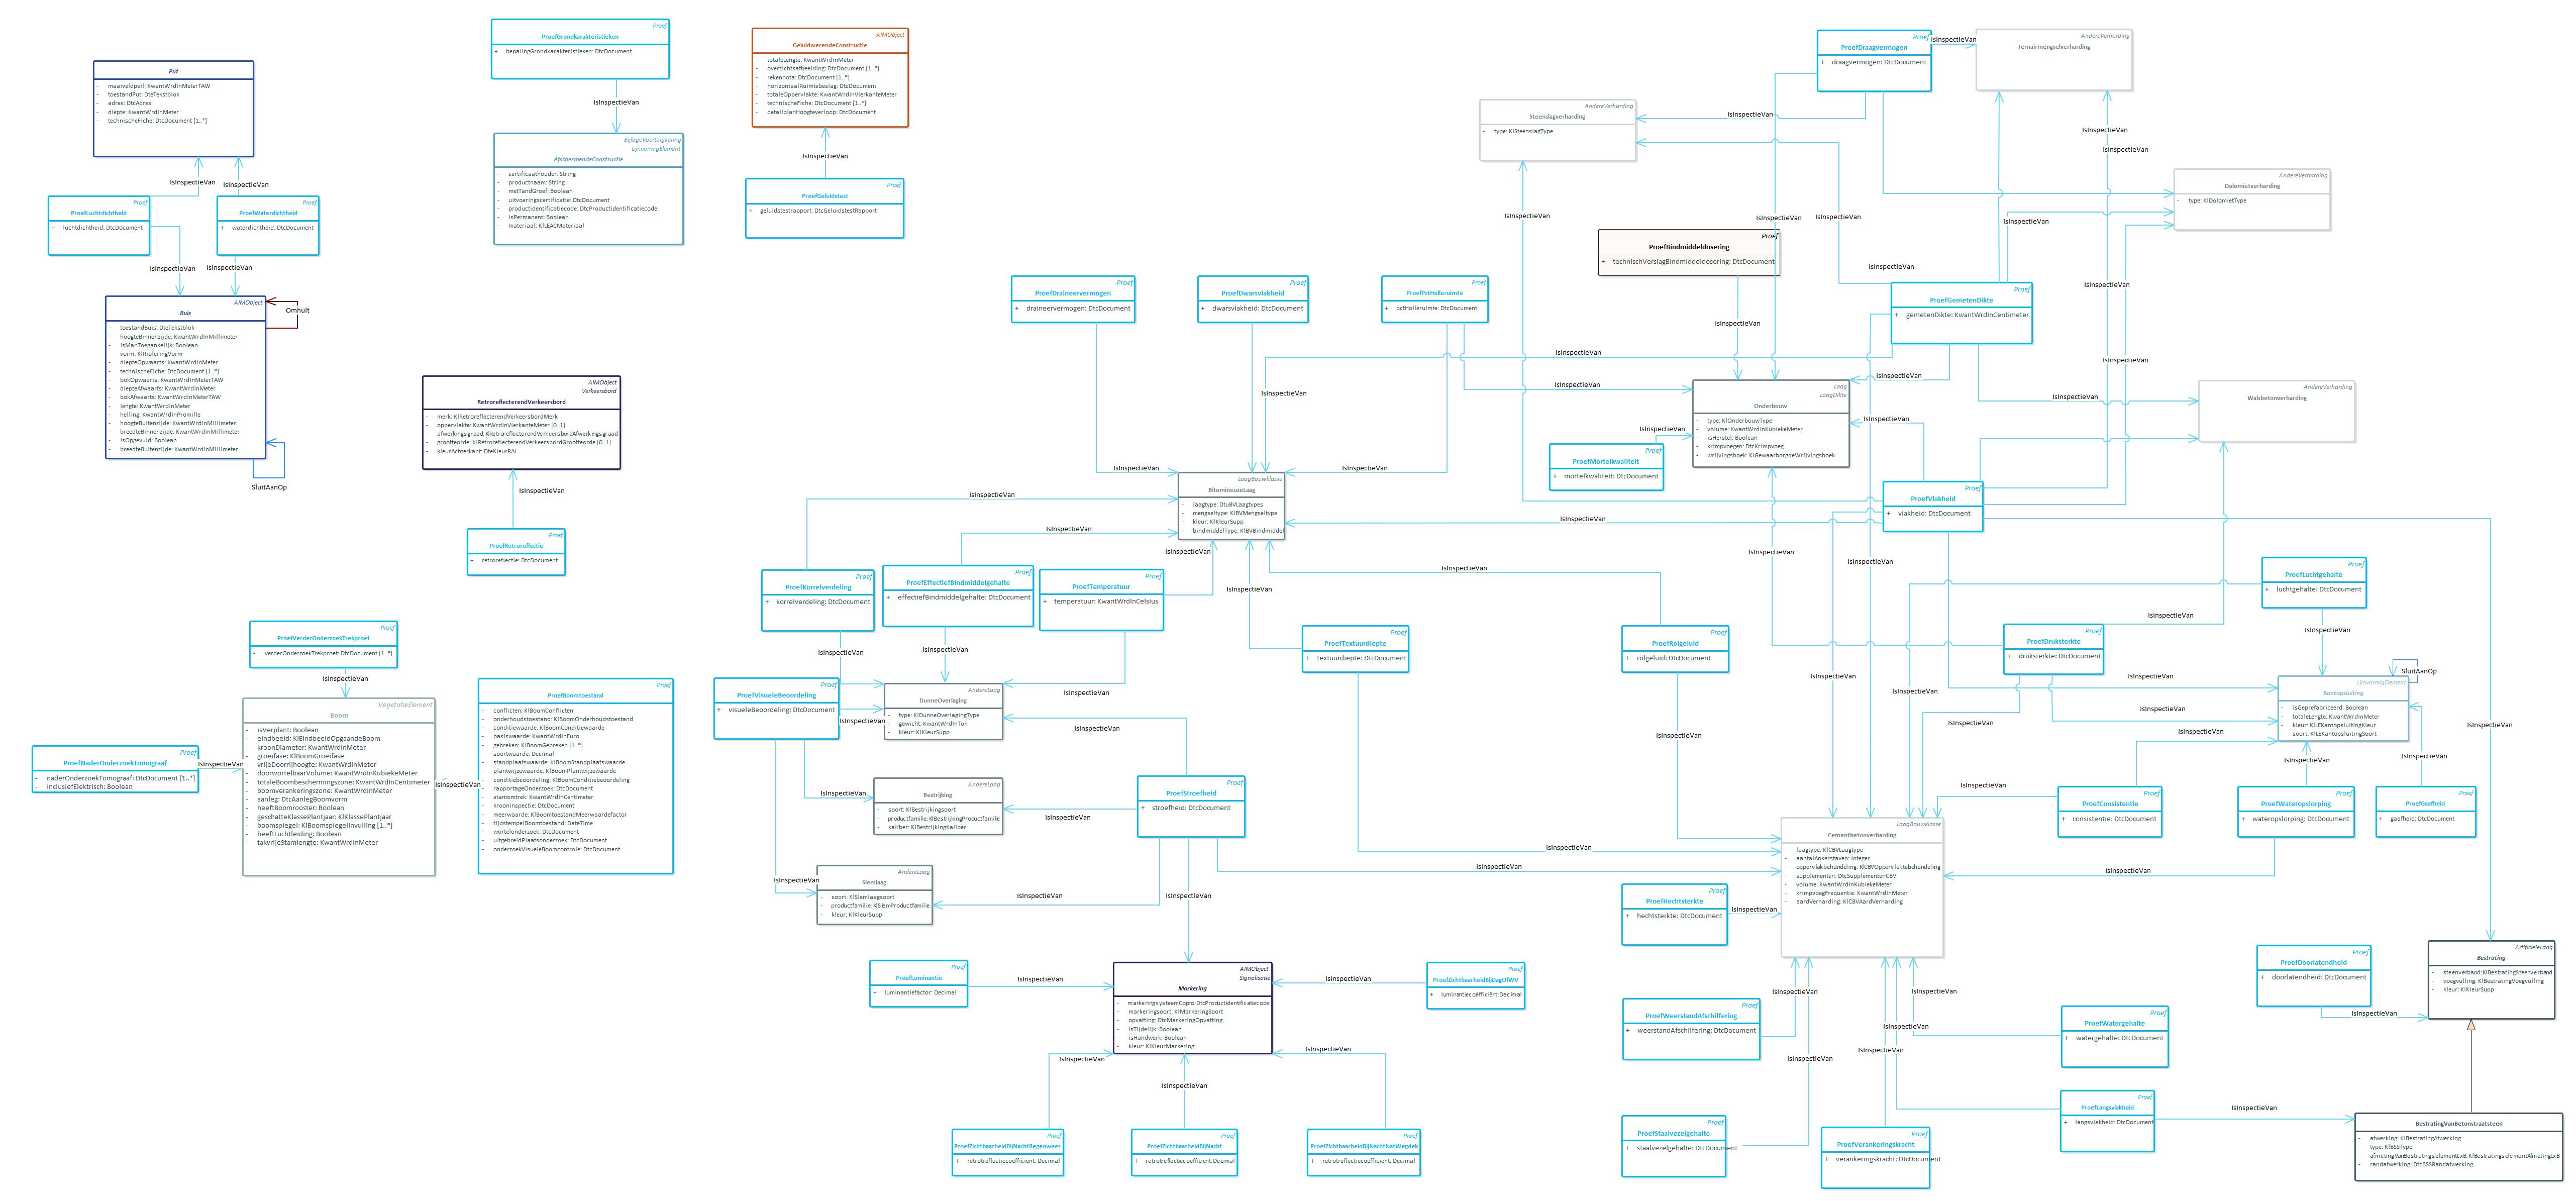 Put
- maaiveldpeil: KwantWrdInMeterTAW
- toestandPut: DteTekstblok
- adres: DtcAdres
- diepte: KwantWrdInMeter
- technischeFiche: DtcDocument [1..*]
IsInspectieVan
IsInspectieVan
Proef
ProefLuchtdichtheid
+ luchtdichtheid: DtcDocument
Proef
ProefWaterdichtheid
+ waterdichtheid: DtcDocument
IsInspectieVan
IsInspectieVan
AIMObject
Buis
- toestandBuis: DteTekstblok
- hoogteBinnenzijde: KwantWrdInMillimeter
- isManToegankelijk: Boolean
- vorm: KlRioleringVorm
- diepteOpwaarts: KwantWrdInMeter
- technischeFiche: DtcDocument [1..*]
- bokOpwaarts: KwantWrdInMeterTAW
- diepteAfwaarts: KwantWrdInMeter
- bokAfwaarts: KwantWrdInMeterTAW
- lengte: KwantWrdInMeter
- helling: KwantWrdInPromille
- hoogteBuitenzijde: KwantWrdInMillimeter
- breedteBinnenzijde: KwantWrdInMillimeter
- isOpgevuld: Boolean
- breedteBuitenzijde: KwantWrdInMillimeter
Omhult
SluitAanOp
Proef
ProefGrondkarakteristieken
+ bepalingGrondkarakteristieken: DtcDocument
IsInspectieVan
BijlageVoertuigkering
LijnvormigElement
AfschermendeConstructie
- certificaathouder: String
- productnaam: String
- metTandGroef: Boolean
- uitvoeringscertificatie: DtcDocument
- productidentificatiecode: DtcProductidentificatiecode
- isPermanent: Boolean
- materiaal: KlLEACMateriaal
AIMObject
GeluidwerendeConstructie
- totaleLengte: KwantWrdInMeter
- overzichtsafbeelding: DtcDocument [1..*]
- rekennota: DtcDocument [1..*]
- horizontaalRuimtebeslag: DtcDocument
- totaleOppervlakte: KwantWrdInVierkanteMeter
- technischeFiche: DtcDocument [1..*]
- detailplanHoogteverloop: DtcDocument
IsInspectieVan
Proef
ProefGeluidstest
+ geluidstestrapport: DtcGeluidstestRapport
AIMObject
Verkeersbord
RetroreflecterendVerkeersbord
- merk: KlRetroreflecterendVerkeersbordMerk
- oppervlakte: KwantWrdInVierkanteMeter [0..1]
- afwerkingsgraad: KlRetroreflecterendVerkeersbordAfwerkingsgraad
- grootteorde: KlRetroreflecterendVerkeersbordGrootteorde [0..1]
- kleurAchterkant: DteKleurRAL
IsInspectieVan
Proef
ProefRetroreflectie
+ retroreflectie: DtcDocument
Proef
ProefVerderOnderzoekTrekproef
- verderOnderzoekTrekproef: DtcDocument [1..*]
IsInspectieVan
VegetatieElement
Boom
- isVerplant: Boolean
- eindbeeld: KlEindbeeldOpgaandeBoom
- kroonDiameter: KwantWrdInMeter
- groeifase: KlBoomGroeifase
- vrijeDoorrijhoogte: KwantWrdInMeter
- doorwortelbaarVolume: KwantWrdInKubiekeMeter
- totaleBoombeschermingszone: KwantWrdInCentimeter
- boomverankeringszone: KwantWrdInMeter
- aanleg: DtcAanlegBoomvorm
- heeftBoomrooster: Boolean
- geschatteKlassePlantjaar: KlKlassePlantjaar
- boomspiegel: KlBoomspiegelInvulling [1..*]
- heeftLuchtleiding: Boolean
- takvrijeStamlengte: KwantWrdInMeter
Proef
ProefNaderOnderzoekTomograaf
- naderOnderzoekTomograaf: DtcDocument [1..*]
- inclusiefElektrisch: Boolean
IsInspectieVan
IsInspectieVan
Proef
ProefBoomtoestand
- conflicten: KlBoomConflicten
- onderhoudstoestand: KlBoomOnderhoudstoestand
- conditiewaarde: KlBoomConditiewaarde
- basiswaarde: KwantWrdInEuro
- gebreken: KlBoomGebreken [1..*]
- soortwaarde: Decimal
- standplaatswaarde: KlBoomStandplaatswaarde
- plantwijzewaarde: KlBoomPlantwijzewaarde
- conditiebeoordeling: KlBoomConditiebeoordeling
- rapportageOnderzoek: DtcDocument
- stamomtrek: KwantWrdInCentimeter
- krooninspectie: DtcDocument
- meerwaarde: KlBoomtoestandMeerwaardefactor
- tijdstempelBoomtoestand: DateTime
- wortelonderzoek: DtcDocument
- uitgebreidPlaatsonderzoek: DtcDocument
- onderzoekVisueleBoomcontrole: DtcDocument
Proef
ProefDraineervermogen
+ draineervermogen: DtcDocument
Proef
ProefDwarsvlakheid
+ dwarsvlakheid: DtcDocument
Proef
ProefPctHolleruimte
+ pctHolleruimte: DtcDocument
IsInspectieVan
IsInspectieVan
IsInspectieVan
IsInspectieVan
IsInspectieVan
LaagBouwklasse
BitumineuzeLaag
- laagtype: DtuBVLaagtypes
- mengseltype: KlBVMengseltype
- kleur: KlKleurSupp
- bindmiddelType: KlBVBindmiddel
IsInspectieVan
IsInspectieVan
IsInspectieVan
IsInspectieVan
IsInspectieVan
IsInspectieVan
Proef
ProefKorrelverdeling
+ korrelverdeling: DtcDocument
Proef
ProefEffectiefBindmiddelgehalte
+ effectiefBindmiddelgehalte: DtcDocument
Proef
ProefTemperatuur
+ temperatuur: KwantWrdInCelsius
Proef
ProefTextuurdiepte
+ textuurdiepte: DtcDocument
Proef
ProefRolgeluid
+ rolgeluid: DtcDocument
IsInspectieVan
IsInspectieVan
IsInspectieVan
Proef
ProefVisueleBeoordeling
+ visueleBeoordeling: DtcDocument
IsInspectieVan
AndereLaag
DunneOverlaging
- type: KlDunneOverlagingType
- gewicht: KwantWrdInTon
- kleur: KlKleurSupp
IsInspectieVan
IsInspectieVan
AndereLaag
Bestrijking
- soort: KlBestrijkingsoort
- productfamilie: KlBestrijkingProductfamilie
- kaliber: KlBestrijkingKaliber
IsInspectieVan
Proef
ProefStroefheid
+ stroefheid: DtcDocument
IsInspectieVan
AndereLaag
Slemlaag
- soort: KlSlemlaagsoort
- productfamilie: KlSlemProductfamilie
- kleur: KlKleurSupp
IsInspectieVan
IsInspectieVan
IsInspectieVan
IsInspectieVan
Proef
ProefLuminentie
+ luminantiefactor: Decimal
IsInspectieVan
AIMObject
Signalisatie
Markering
- markeringsysteemCopro: DtcProductidentificatiecode
- markeringsoort: KlMarkeringSoort
- opvatting: DtcMarkeringOpvatting
- isTijdelijk: Boolean
- isHandwerk: Boolean
- kleur: KlKleurMarkering
IsInspectieVan
Proef
ProefZichtbaarheidBijDagOfWV
+ luminantiecoëfficiënt: Decimal
IsInspectieVan
IsInspectieVan
IsInspectieVan
Proef
ProefZichtbaarheidBijNachtRegenweer
+ retrotreflectiecoëfficiënt: Decimal
Proef
ProefZichtbaarheidBijNacht
+ retrotreflectiecoëfficiënt: Decimal
Proef
ProefZichtbaarheidBijNachtNatWegdek
+ retrotreflectiecoëfficiënt: Decimal
Proef
ProefDraagvermogen
+ draagvermogen: DtcDocument
IsInspectieVan
AndereVerharding
Ternairmengselverharding
AndereVerharding
Steenslagverharding
- type: KlSteenslagType
IsInspectieVan
IsInspectieVan
IsInspectieVan
AndereVerharding
Dolomietverharding
- type: KlDolomietType
IsInspectieVan
IsInspectieVan
IsInspectieVan
IsInspectieVan
Proef
ProefBindmiddeldosering
+ technischVerslagBindmiddeldosering: DtcDocument
IsInspectieVan
IsInspectieVan
IsInspectieVan
Proef
ProefGemetenDikte
+ gemetenDikte: KwantWrdInCentimeter
IsInspectieVan
IsInspectieVan
IsInspectieVan
AndereVerharding
Walsbetonverharding
IsInspectieVan
Laag
LaagDikte
Onderbouw
- type: KlOnderbouwType
- volume: KwantWrdInKubiekeMeter
- isHerstel: Boolean
- krimpvoegen: DtcKrimpvoeg
- wrijvingshoek: KlGewaarborgdeWrijvingshoek
IsInspectieVan
IsInspectieVan
Proef
ProefMortelkwaliteit
+ mortelkwaliteit: DtcDocument
Proef
ProefVlakheid
+ vlakheid: DtcDocument
IsInspectieVan
IsInspectieVan
IsInspectieVan
Proef
ProefLuchtgehalte
+ luchtgehalte: DtcDocument
IsInspectieVan
IsInspectieVan
Proef
ProefDruksterkte
+ druksterkte: DtcDocument
SluitAanOp
IsInspectieVan
IsInspectieVan
IsInspectieVan
LijnvormigElement
Kantopsluiting
- isGeprefabriceerd: Boolean
- totaleLengte: KwantWrdInMeter
- kleur: KlLEKantopsluitingKleur
- soort: KlLEKantopsluitingSoort
IsInspectieVan
IsInspectieVan
IsInspectieVan
IsInspectieVan
IsInspectieVan
IsInspectieVan
IsInspectieVan
IsInspectieVan
Proef
ProefConsistentie
+ consistentie: DtcDocument
Proef
ProefWateropslorping
+ wateropslorping: DtcDocument
Proef
ProefGaafheid
+ gaafheid: DtcDocument
LaagBouwklasse
Cementbetonverharding
- laagtype: KlCBVLaagtype
- aantalAnkerstaven: Integer
- oppervlakbehandeling: KlCBVOppervlaktebehandeling
- supplementen: DtcSupplementenCBV
- volume: KwantWrdInKubiekeMeter
- krimpvoegFrequentie: KwantWrdInMeter
- aardVerharding: KlCBVAardVerharding
IsInspectieVan
IsInspectieVan
IsInspectieVan
Proef
ProefHechtsterkte
+ hechtsterkte: DtcDocument
IsInspectieVan
Proef
ProefWeerstandAfschilfering
+ weerstandAfschilfering: DtcDocument
IsInspectieVan
IsInspectieVan
IsInspectieVan
IsInspectieVan
IsInspectieVan
Proef
ProefWatergehalte
+ watergehalte: DtcDocument
Proef
ProefDoorlatendheid
+ doorlatendheid: DtcDocument
IsInspectieVan
ArtificieleLaag
Bestrating
- steenverband: KlBestratingSteenverband
- voegvulling: KlBestratingVoegvulling
- kleur: KlKleurSupp
Proef
ProefStaalvezelgehalte
+ staalvezelgehalte: DtcDocument
Proef
ProefVerankeringskracht
+ verankeringskracht: DtcDocument
Proef
ProefLangsvlakheid
+ langsvlakheid: DtcDocument
IsInspectieVan
BestratingVanBetonstraatsteen
- afwerking: KlBestratingAfwerking
- type: KlBSSType
- afmetingVanBestratingselementLxB: KlBestratingselementAfmetingLxB
- randafwerking: DtcBSSRandafwerking